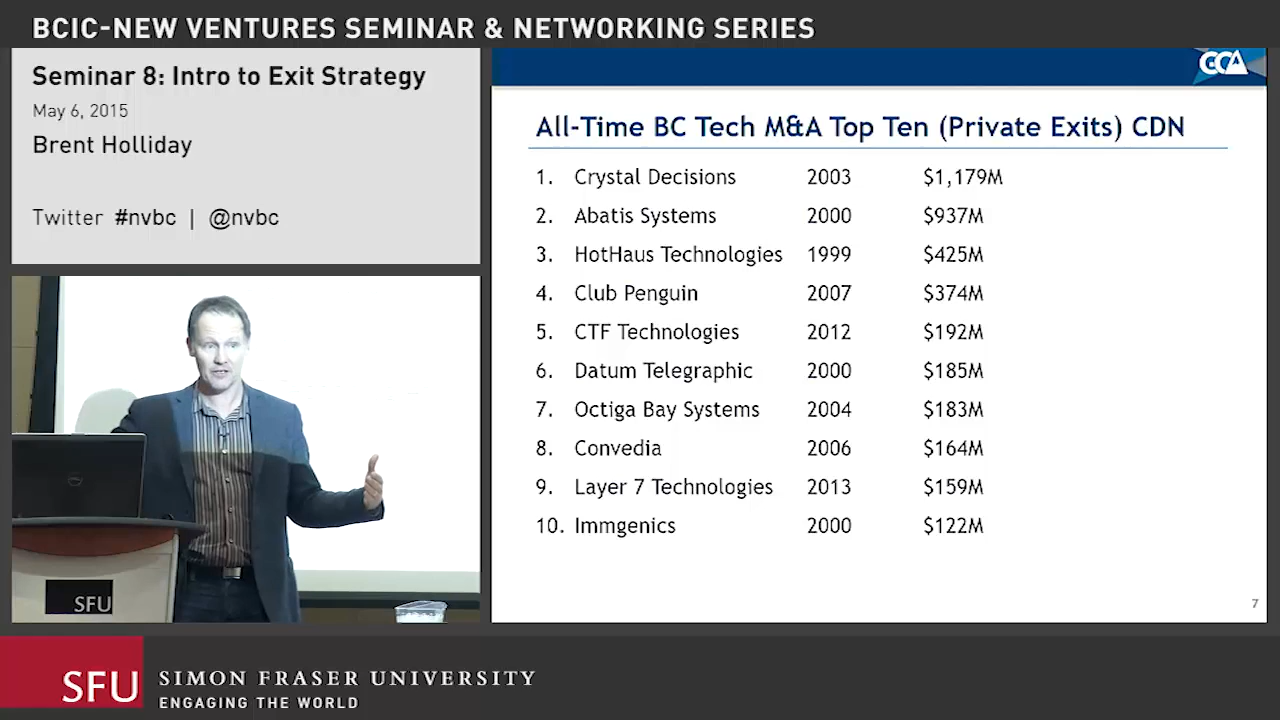 BCIC-NEW VENTURES SEMINAR & NETWORKING SERIES
Seminar 8: Intro to Exit Strategy
May 6, 2015
Brent Holliday
Twitter #nvbc | @nvbc
CCA
All-Time BC Tech M&A Top Ten (Private Exits) CDN
1. Crystal Decisions 2003 $1,179M
2. Abatis Systems 2000 $937M
3. HotHaus Technologies 1999 $425M
4. Club Penguin 2007 $374M
5. CTF Technologies 2012 $192M
6. Datum Telegraphic 2000 $185M
7. Octiga Bay Systems 2004 $183M
8. Convedia 2006 $164M
9. Layer 7 Technologies 2013 $159M
10. Immgenics 2000 $122M
7
SFU
SFU SIMON FRASER UNIVERSITY
ENGAGING THE WORLD